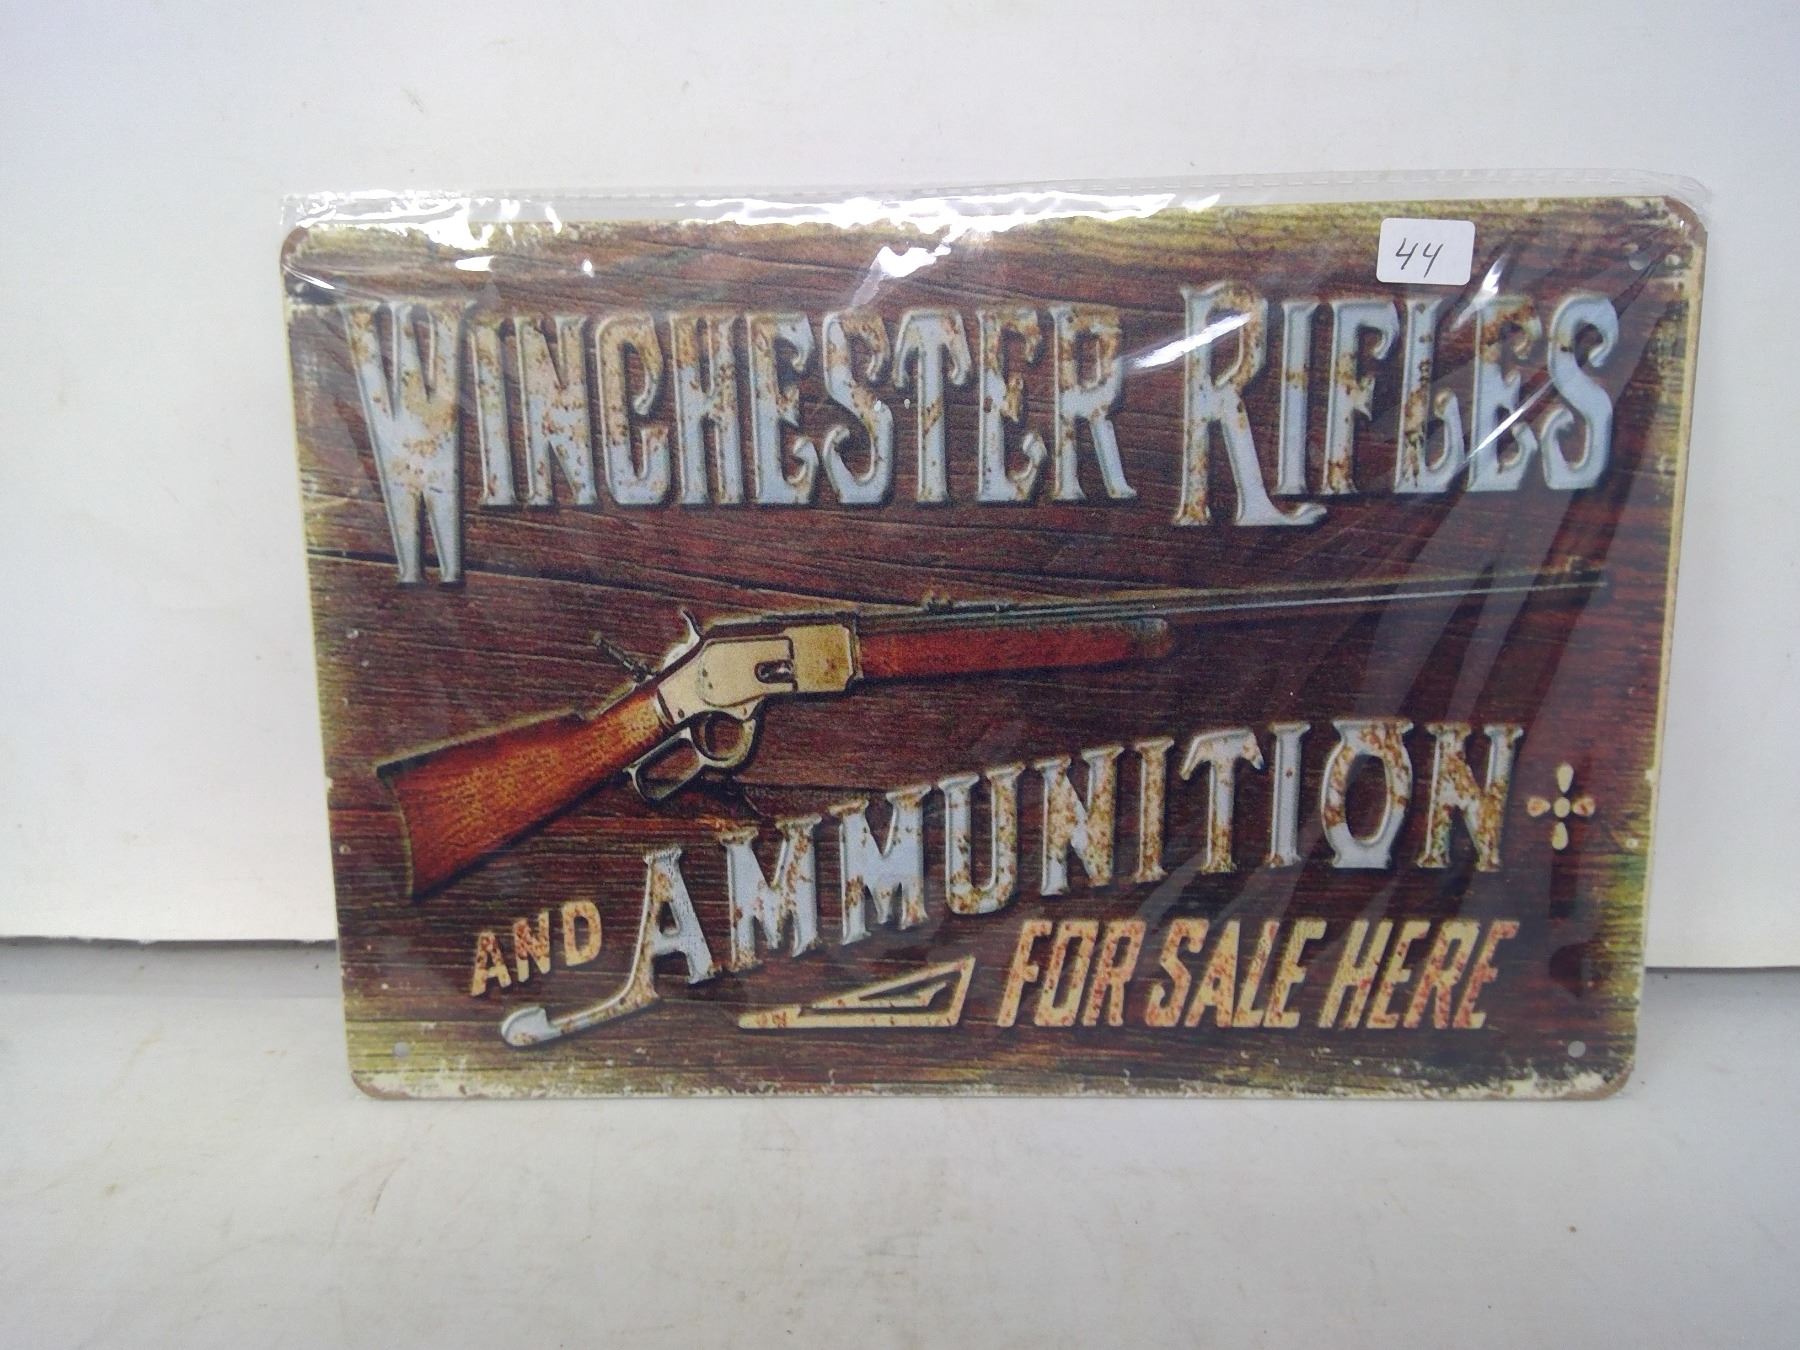 44
WINCHESTER RIFLES
AND AMMUNITION
FOR SALE HERE